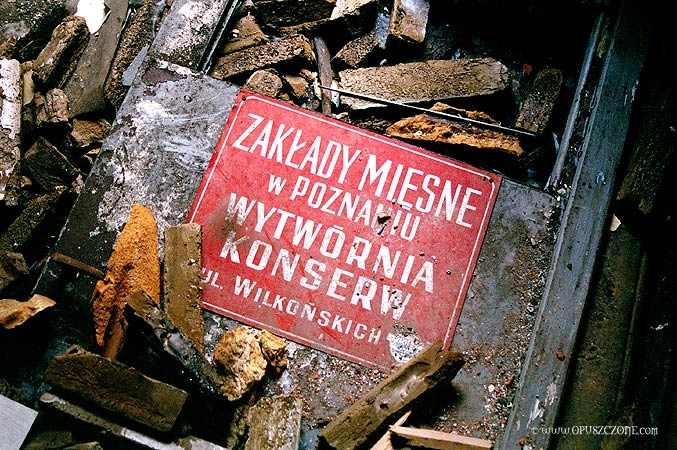 ZAKŁADY MIĘSNE
W POZNANIU
WYTWÓRNIA
KONSERW
UL. WILKOŃSKICH
© WWW.OPUSZCZONE.COM